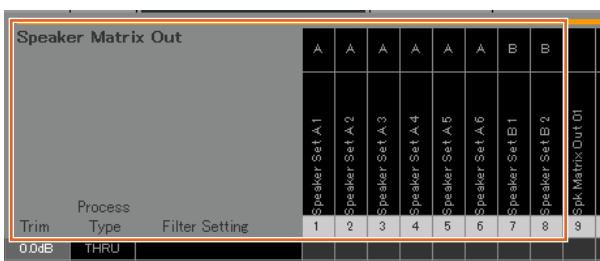 Speaker Matrix Out
A A A A A A B B
Speaker Set A 1
Speaker Set A 2
Speaker Set A 3
Speaker Set A 4
Speaker Set A 5
Speaker Set A 6
Speaker Set B 1
Speaker Set B 2
Spk Matrix Out 01
Process
Trim Type Filter Setting 1 2 3 4 5 6 7 8 9
0.0dB THRU